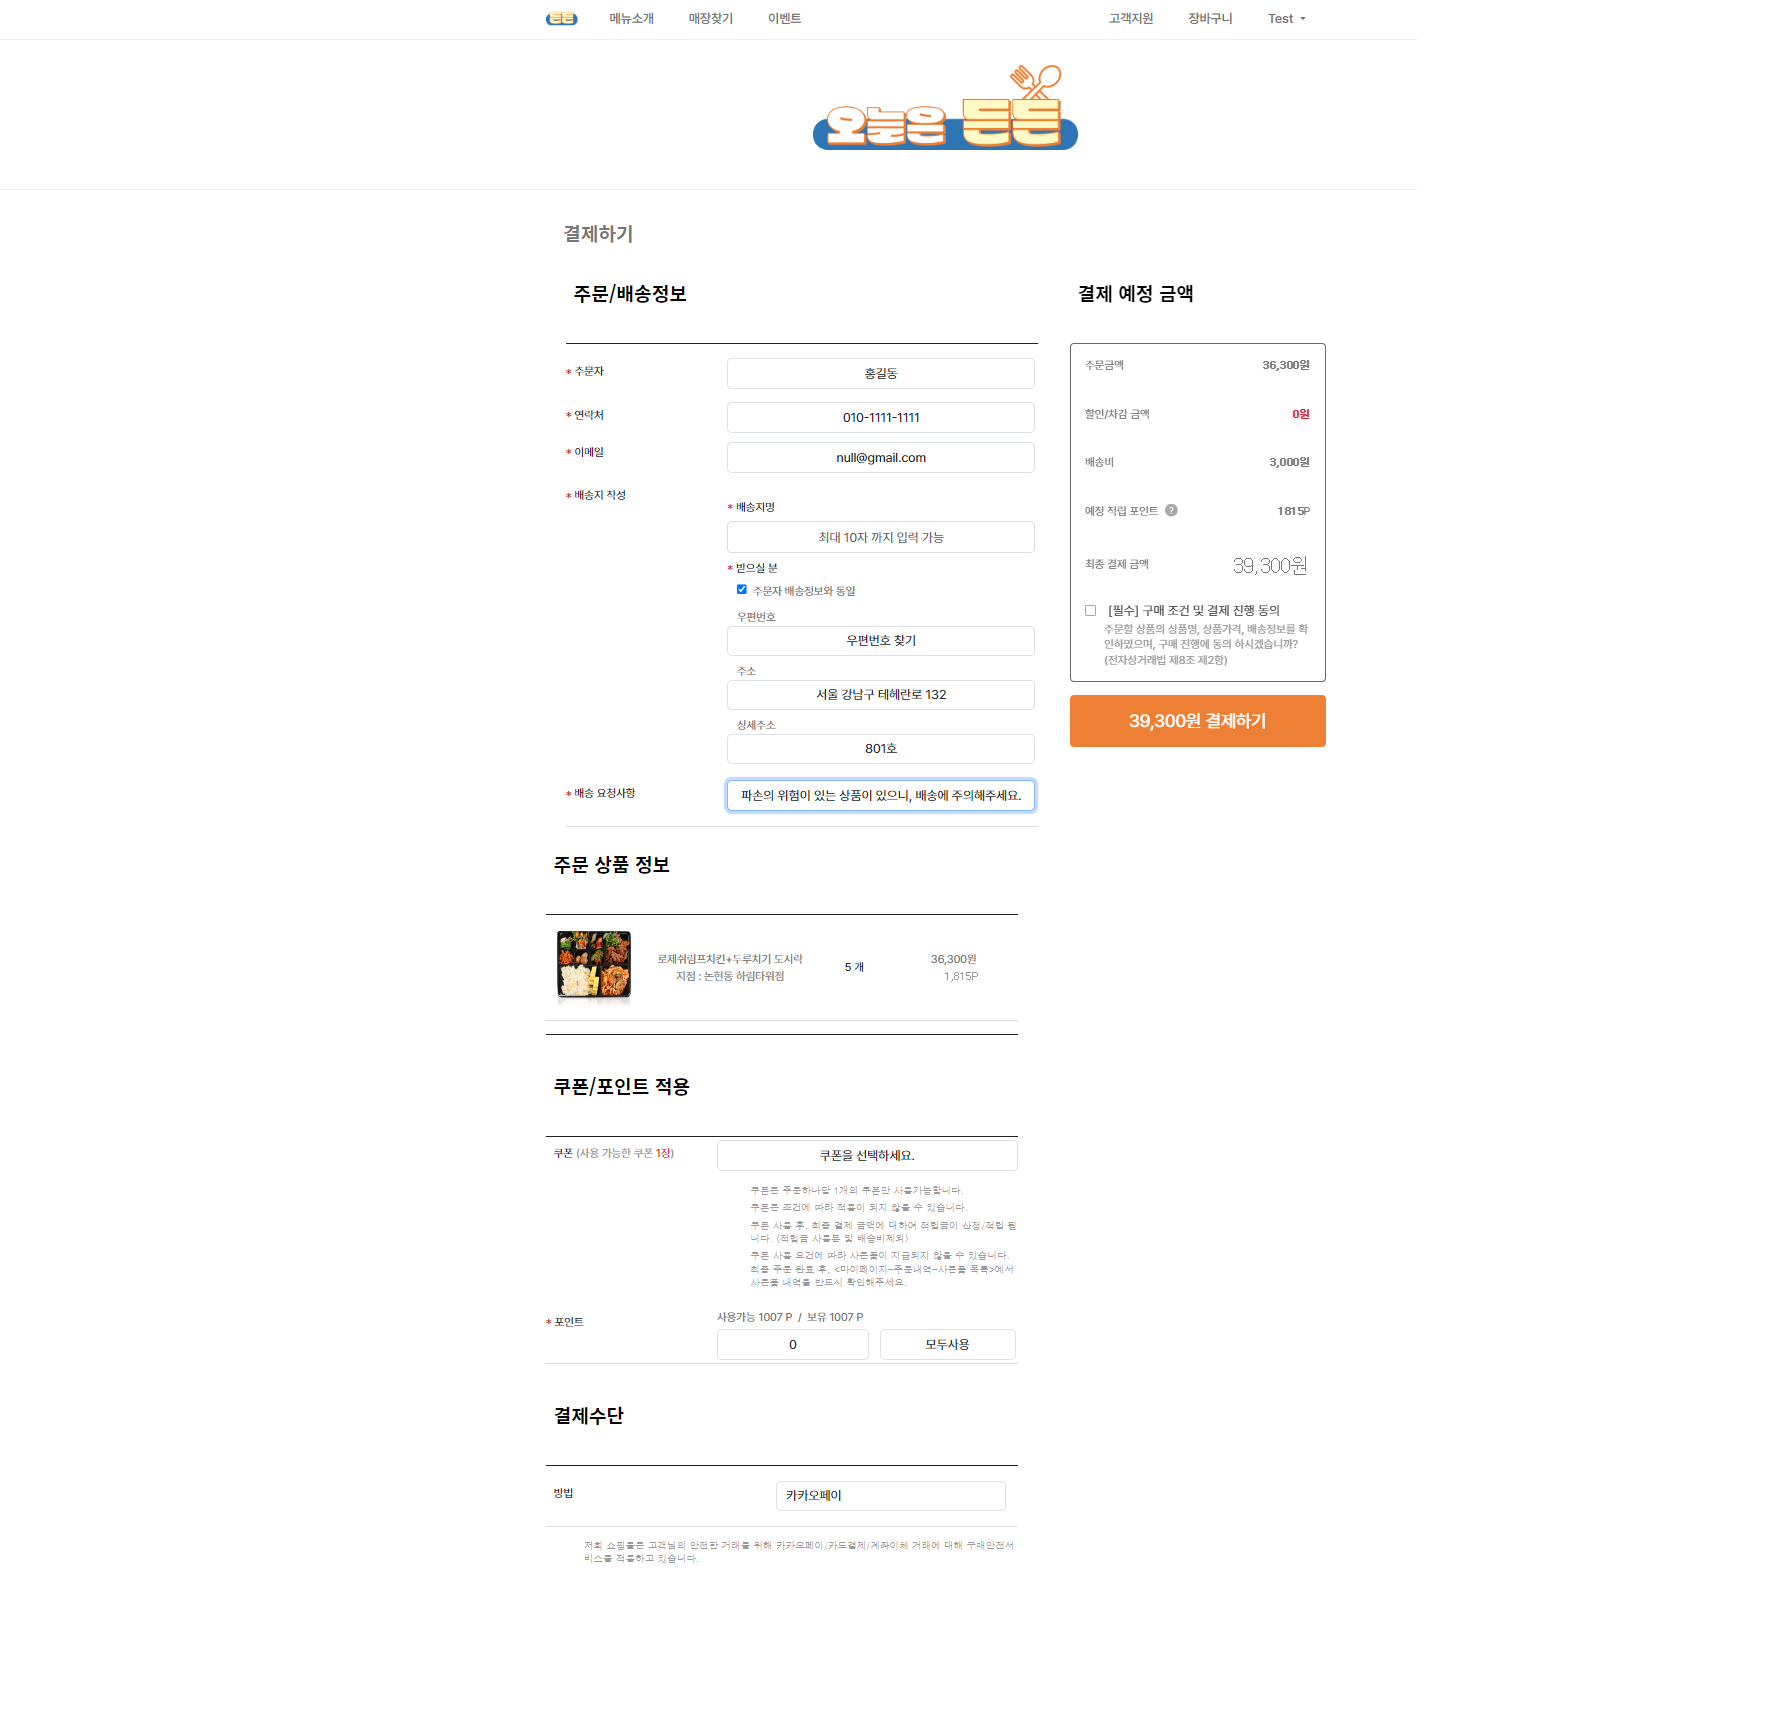 든든 메뉴소개 매장찾기 이벤트 고객지원 장바구니 Test
오늘은 든든
결제하기
주문/배송정보
* 주문자 홍길동
* 연락처 010-1111-1111
* 이메일 null@gmail.com
* 배송지 작성
* 배송지명
최대 10자 까지 입력 가능
* 받으실 분
주문자 배송정보와 동일
우편번호
우편번호 찾기
주소
서울 강남구 테헤란로 132
상세주소
801호
* 배송 요청사항 파손의 위험이 있는 상품이 있으니, 배송에 주의해주세요.
결제 예정 금액
주문금액 36,300원
할인/차감 금액 0원
배송비 3,000원
예정 적립 포인트 ? 1815P
최종 결제 금액 39,300원
[필수] 구매 조건 및 결제 진행 동의
주문할 상품의 상품명, 상품가격, 배송정보를 확
인하였으며, 구매 진행에 동의 하시겠습니까?
(전자상거래법 제8조 제2항)
39,300원 결제하기
주문 상품 정보
로제쉬림프치킨+두루치기 도시락
지점 : 논현동 하림타워점
5 개
36,300원
1,815P
쿠폰/포인트 적용
쿠폰 (사용 가능한 쿠폰 1장) 쿠폰을 선택하세요.
쿠폰은 주문하나당 1개의 쿠폰만 사용가능합니다.
쿠폰은 조건에 따라 적용이 되지 않을 수 있습니다.
쿠폰 사용 후, 최종 결제 금액에 대하여 적립금이 산정/적립 됩
니다. (적립금 사용분 및 배송비제외)
쿠폰 사용 요건에 따라 사은품이 지급되지 않을 수 있습니다.
최종 주문 완료 후, <마이페이지-주문내역-사은품 목록>에서
사은품 내역을 반드시 확인해주세요.
* 포인트 사용가능 1007 P / 보유 1007 P
0 모두사용
결제수단
방법 카카오페이
저희 쇼핑몰은 고객님의 안전한 거래를 위해 카카오페이/카드결제/계좌이체 거래에 대해 구매안전서
비스를 적용하고 있습니다.